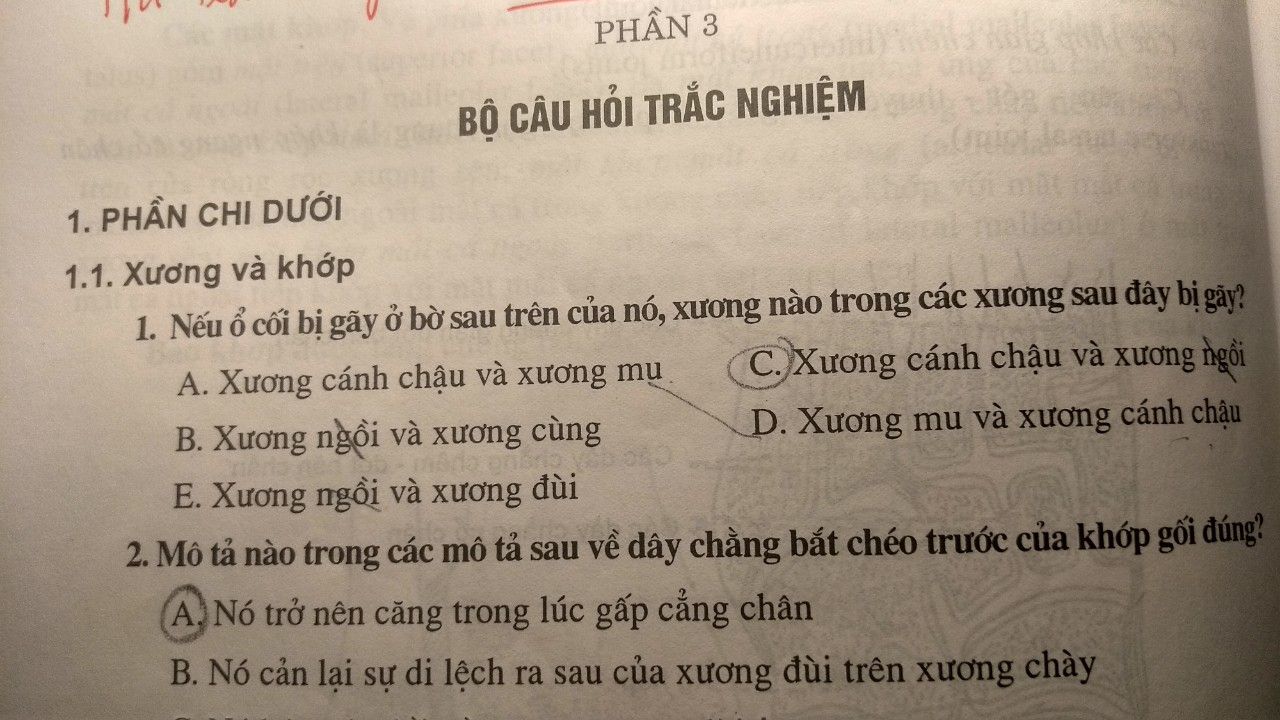 PHẦN 3
BỘ CÂU HỎI TRẮC NGHIỆM
1. PHẦN CHI DƯỚI
1.1. Xương và khớp
1. Nếu ổ cối bị gãy ở bờ sau trên của nó, xương nào trong các xương sau đây bị gãy?
A. Xương cánh chậu và xương mu
C. Xương cánh chậu và xương ngồi
B. Xương ngồi và xương cùng
D. Xương mu và xương cánh chậu
E. Xương ngồi và xương đùi
2. Mô tả nào trong các mô tả sau về dây chằng bắt chéo trước của khớp gối đúng?
A. Nó trở nên căng trong lúc gấp cẳng chân
B. Nó cản lại sự di lệch ra sau của xương đùi trên xương chày